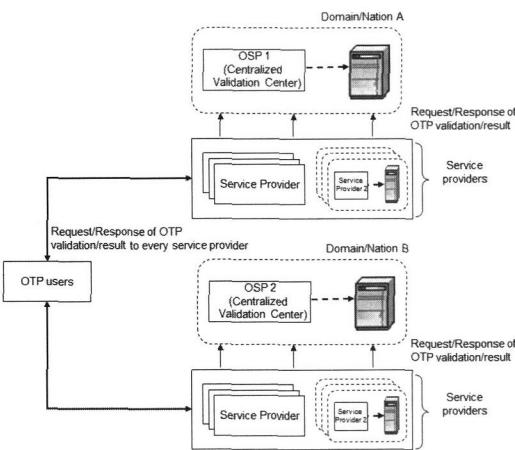 Domain/Nation A
OSP 1
(Centralized
Validation Center)
Request/Response of
OTP validation/result
Service Provider
Service
Provider 2
Service
providers
Request/Response of OTP
validation/result to every service provider
OTP users
Domain/Nation B
OSP 2
(Centralized
Validation Center)
Request/Response of
OTP validation/result
Service Provider
Service
Provider 2
Service
providers